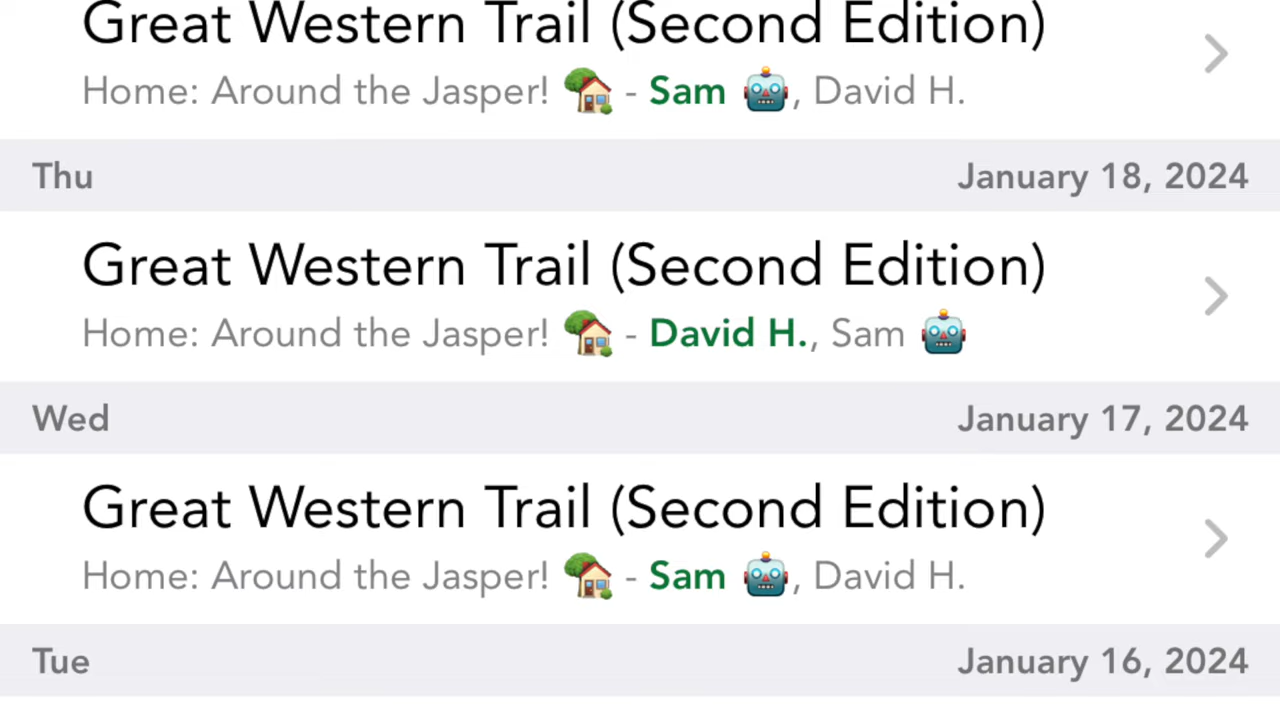 Great Western Trail (Second Edition)
Home: Around the Jasper! 🏡 - Sam 🤖, David H.
Thu January 18, 2024
Great Western Trail (Second Edition)
Home: Around the Jasper! 🏡 - David H., Sam 🤖
Wed January 17, 2024
Great Western Trail (Second Edition)
Home: Around the Jasper! 🏡 - Sam 🤖, David H.
Tue January 16, 2024